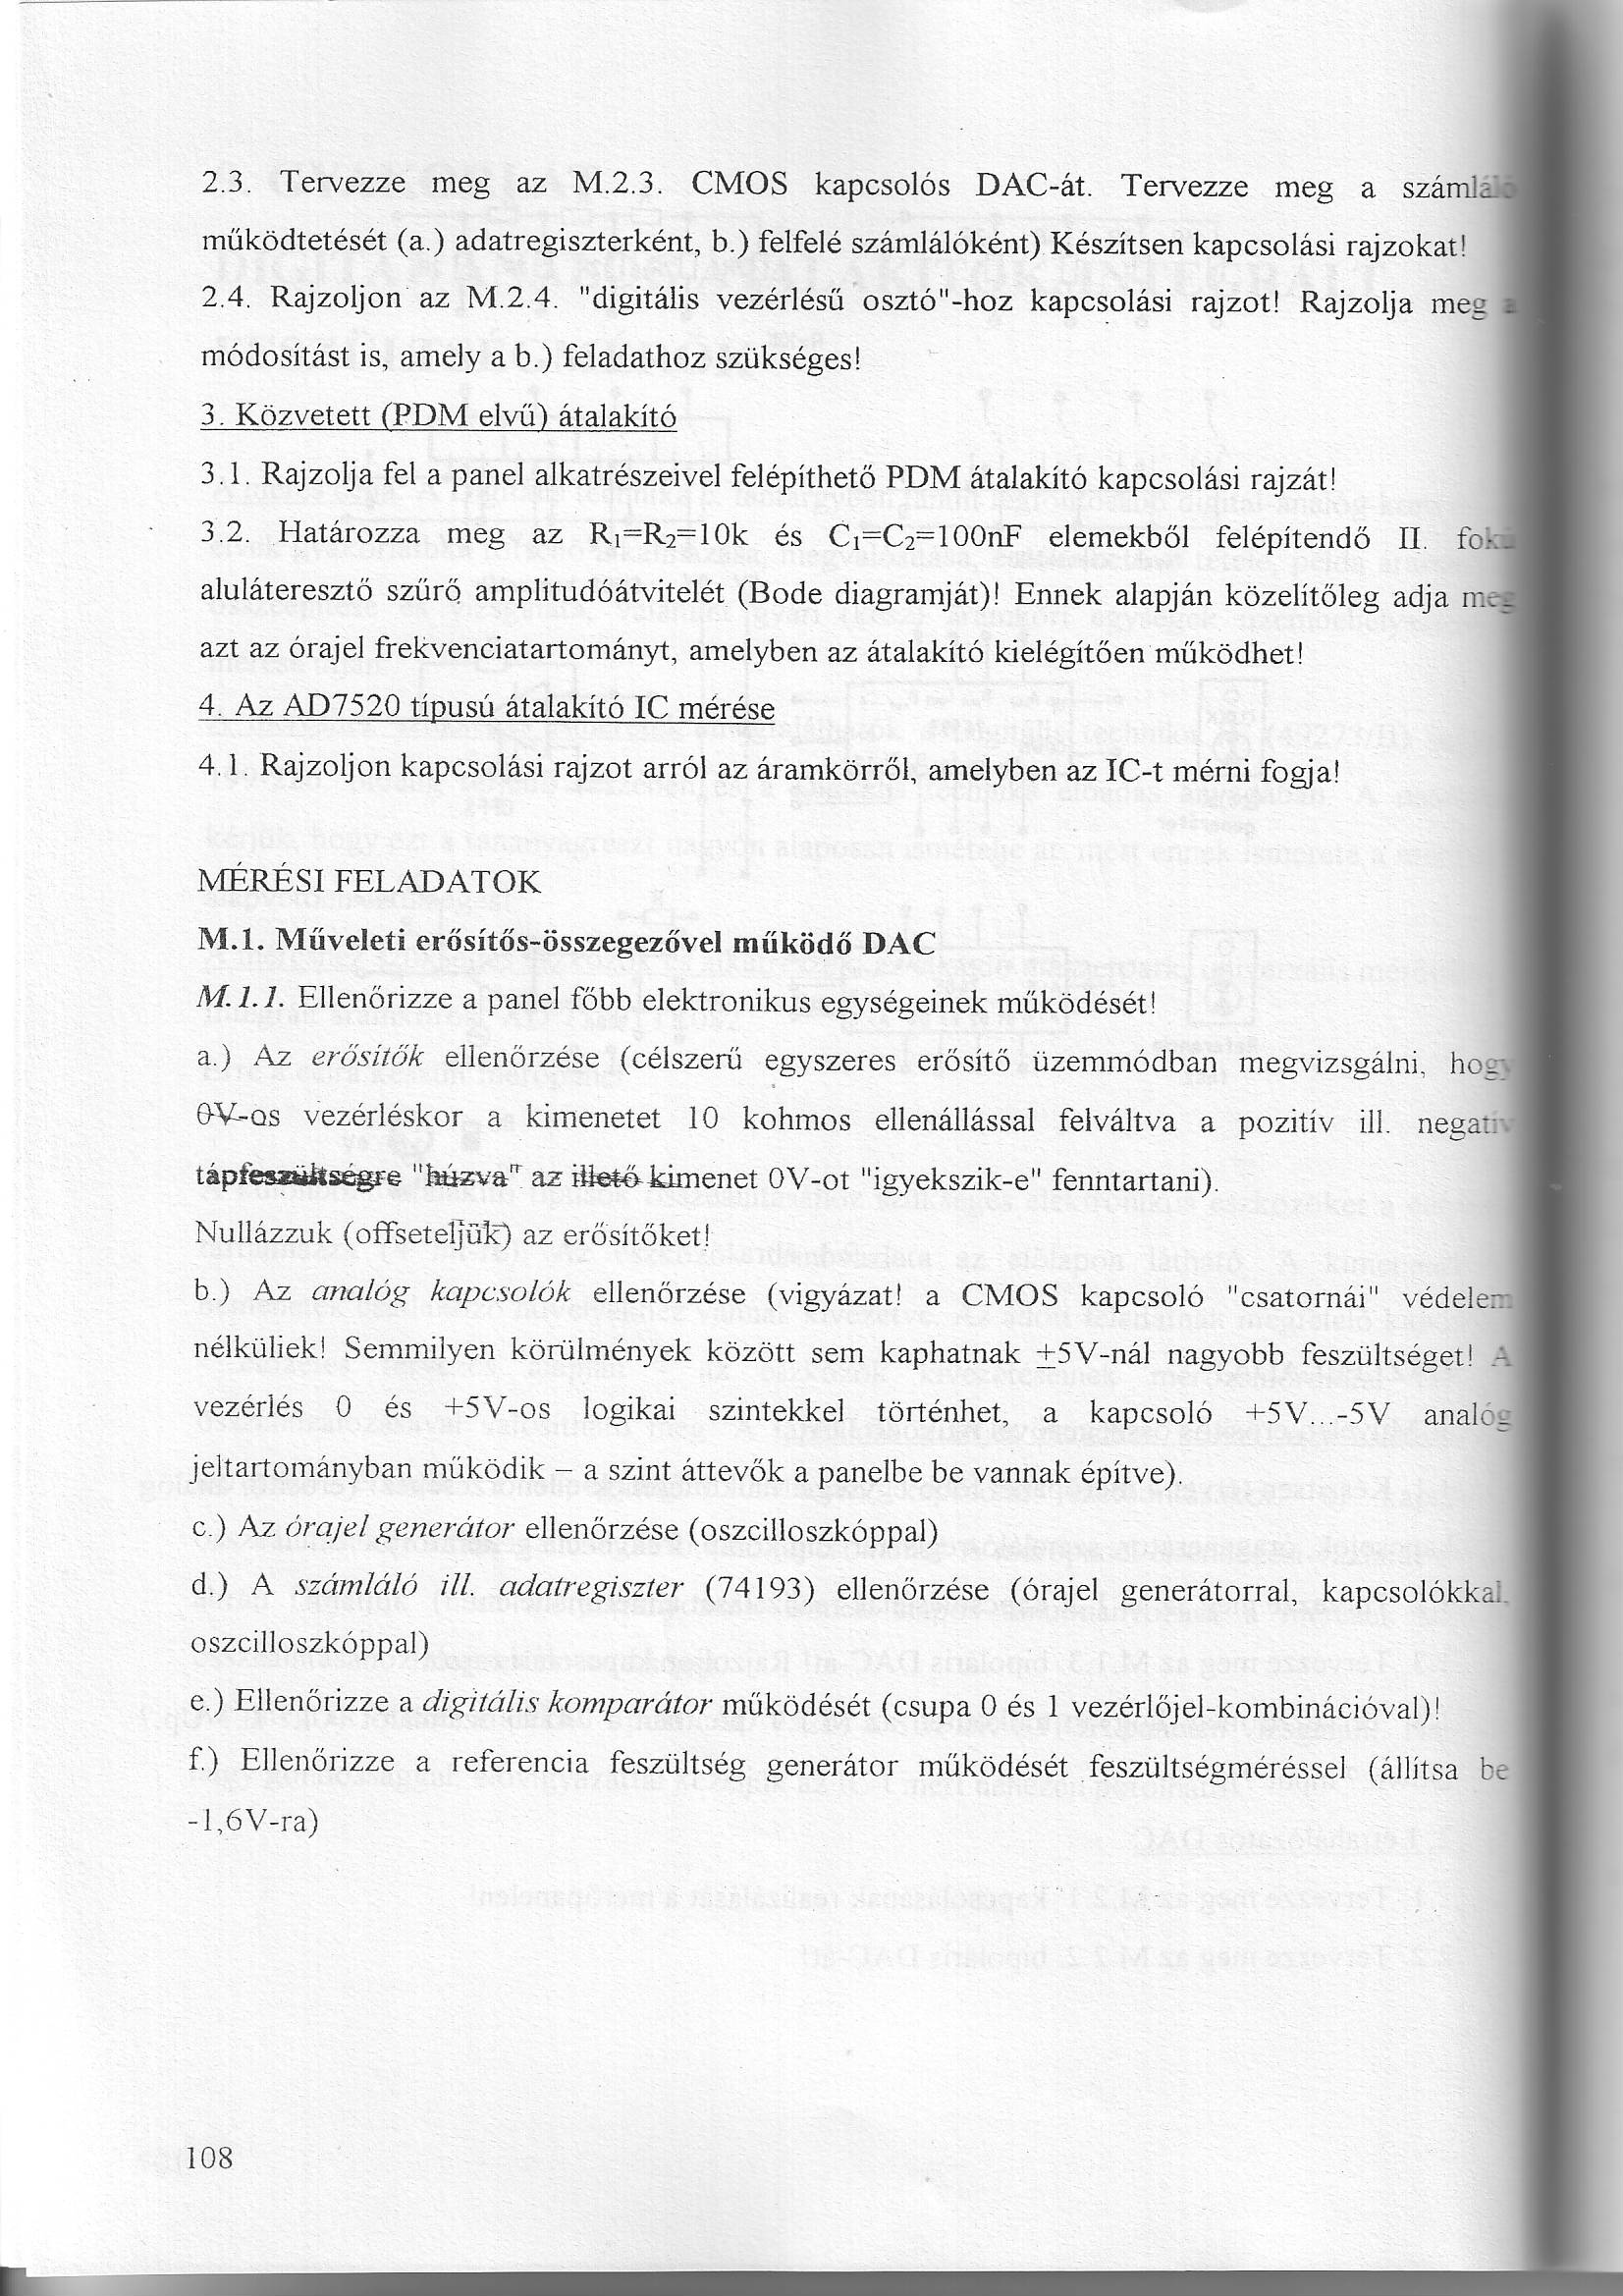 2.3. Tervezze meg az M.2.3. CMOS kapcsolós DAC-át. Tervezze meg a számláló
működtetését (a.) adatregiszterként, b.) felfelé számlálóként) Készítsen kapcsolási rajzokat!
2.4. Rajzoljon az M.2.4. "digitális vezérlésű osztó"-hoz kapcsolási rajzot! Rajzolja meg a
módosítást is, amely a b.) feladathoz szükséges!
3. Közvetett (PDM elvű) átalakító
3.1. Rajzolja fel a panel alkatrészeivel felépíthető PDM átalakító kapcsolási rajzát!
3.2. Határozza meg az R₁=R₂=10k és C₁=C₂=100nF elemekből felépítendő II. fokú
aluláteresztő szűrő amplitudóátvitelét (Bode diagramját)! Ennek alapján közelítőleg adja meg
azt az órajel frekvenciatartományt, amelyben az átalakító kielégítően működhet!
4. Az AD7520 típusú átalakító IC mérése
4.1. Rajzoljon kapcsolási rajzot arról az áramkörről, amelyben az IC-t mérni fogja!
MÉRÉSI FELADATOK
M.1. Műveleti erősítős-összegezővel működő DAC
M.1.1. Ellenőrizze a panel főbb elektronikus egységeinek működését!
a.) Az erősítők ellenőrzése (célszerű egyszeres erősítő üzemmódban megvizsgálni, hogy
0V-os vezérléskor a kimenetet 10 kohmos ellenállással felváltva a pozitív ill. negatív
tápfeszültségre "húzva" az illető kimenet 0V-ot "igyekszik-e" fenntartani).
Nullázzuk (offseteljük) az erősítőket!
b.) Az analóg kapcsolók ellenőrzése (vigyázat! a CMOS kapcsoló "csatornái" védelem
nélküliek! Semmilyen körülmények között sem kaphatnak ±5V-nál nagyobb feszültséget! A
vezérlés 0 és +5V-os logikai szintekkel történhet, a kapcsoló +5V...-5V analóg
jeltartományban működik – a szint áttevők a panelbe be vannak építve).
c.) Az órajel generátor ellenőrzése (oszcilloszkóppal)
d.) A számláló ill. adatregiszter (74193) ellenőrzése (órajel generátorral, kapcsolókkal,
oszcilloszkóppal)
e.) Ellenőrizze a digitális komparátor működését (csupa 0 és 1 vezérlőjel-kombinációval)!
f.) Ellenőrizze a referencia feszültség generátor működését feszültségméréssel (állítsa be
-1,6V-ra)
108